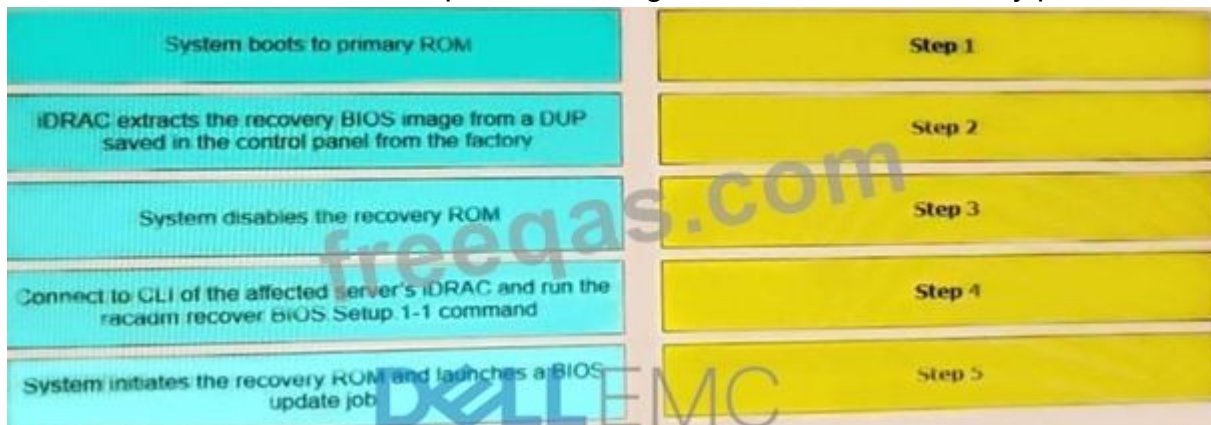 System boots to primary ROM
Step 1
iDRAC extracts the recovery BIOS image from a DUP
saved in the control panel from the factory
Step 2
System disables the recovery ROM
Step 3
Connect to CLI of the affected server's iDRAC and run the
racadm recover BIOS.Setup.1-1 command
Step 4
System initiates the recovery ROM and launches a BIOS
update job
Step 5
freeqas.com
DELLEMC